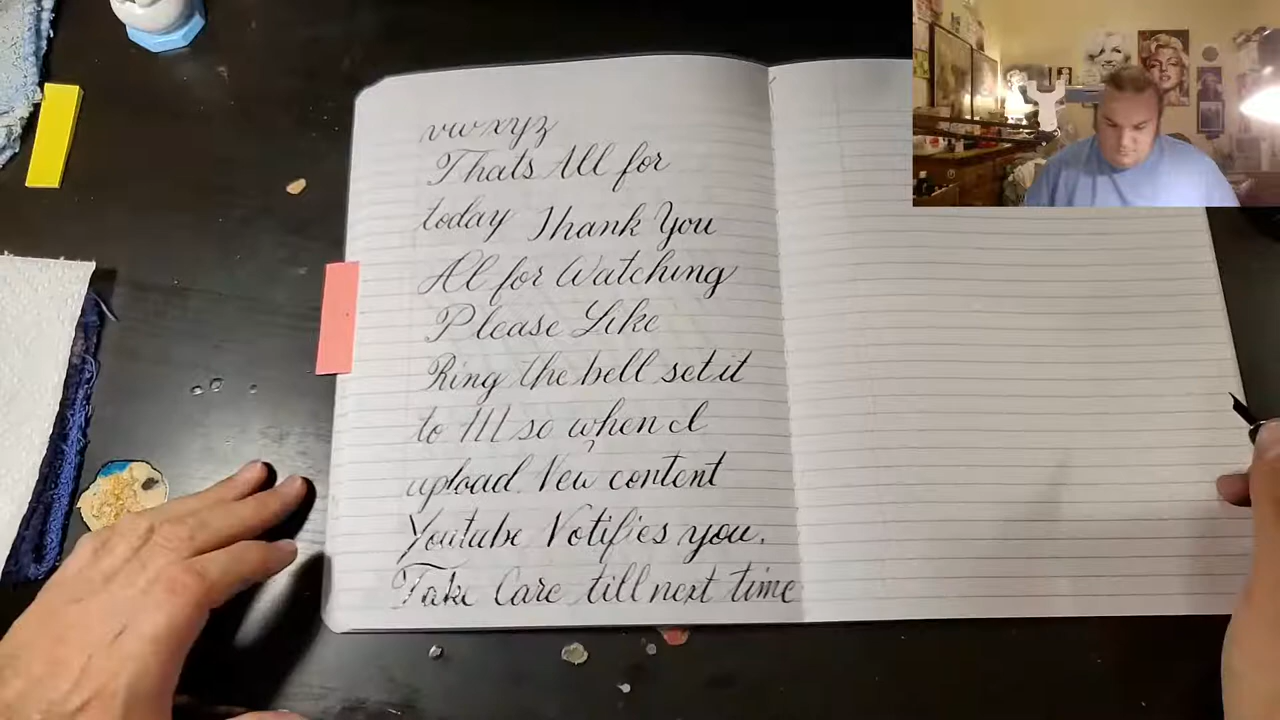 vwxyz
Thats All for
today Thank You
All for Watching
Please Like
Ring the bell set it
to All so when I
upload New content
Youtube Notifies you.
Take Care till next time